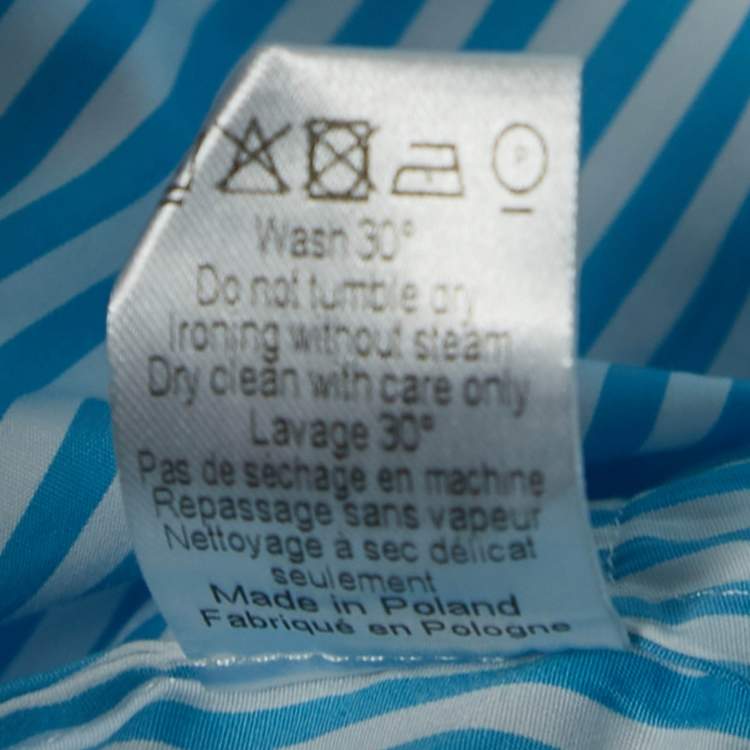 P
Wash 30°
Do not tumble dry
Ironing without steam
Dry clean with care only
Lavage 30°
Pas de séchage en machine
Repassage sans vapeur
Nettoyage à sec délicat
seulement
Made in Poland
Fabriqué en Pologne